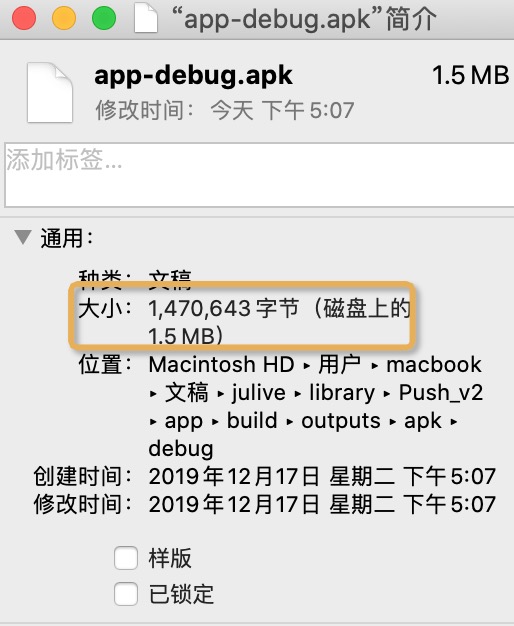 “app-debug.apk”简介
app-debug.apk 1.5 MB
修改时间： 今天 下午 5:07
添加标签...
▼ 通用：
种类： 文稿
大小： 1,470,643 字节（磁盘上的
1.5 MB）
位置： Macintosh HD ▸ 用户 ▸ macbook
▸ 文稿 ▸ julive ▸ library ▸ Push_v2
▸ app ▸ build ▸ outputs ▸ apk ▸
debug
创建时间： 2019年12月17日 星期二 下午5:07
修改时间： 2019年12月17日 星期二 下午5:07
样版
已锁定